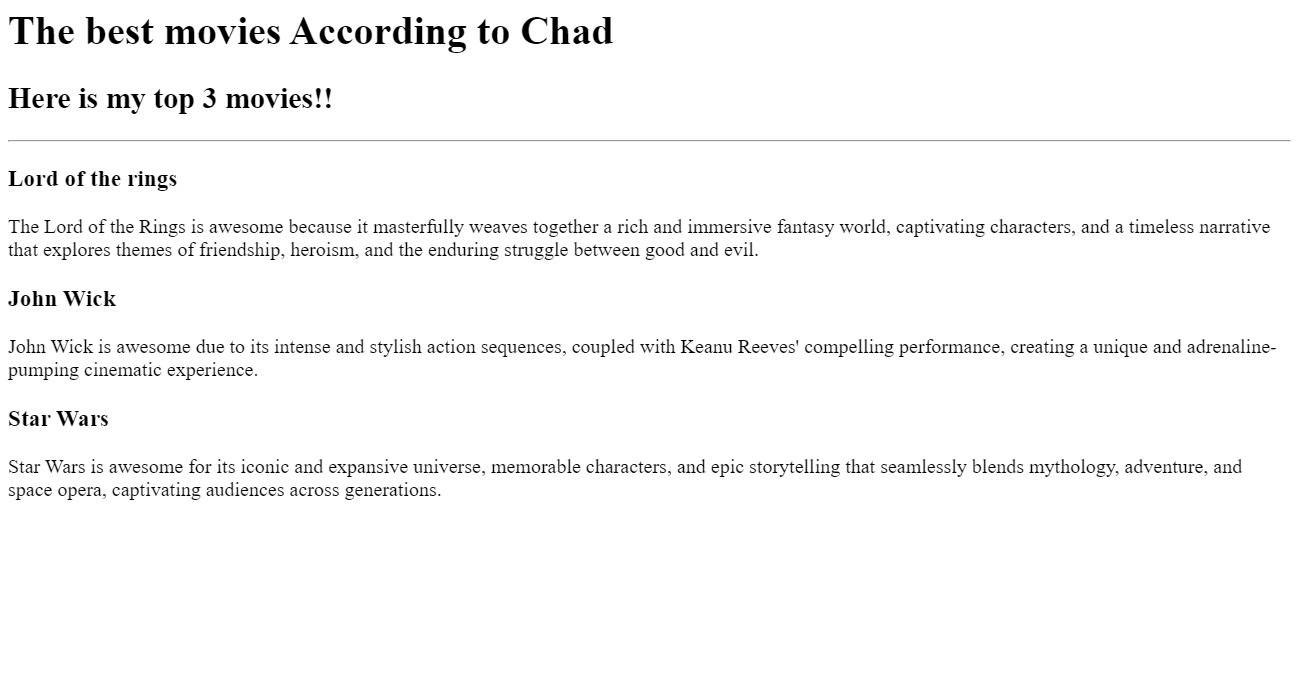 The best movies According to Chad
Here is my top 3 movies!!
Lord of the rings
The Lord of the Rings is awesome because it masterfully weaves together a rich and immersive fantasy world, captivating characters, and a timeless narrative
that explores themes of friendship, heroism, and the enduring struggle between good and evil.
John Wick
John Wick is awesome due to its intense and stylish action sequences, coupled with Keanu Reeves' compelling performance, creating a unique and adrenaline-
pumping cinematic experience.
Star Wars
Star Wars is awesome for its iconic and expansive universe, memorable characters, and epic storytelling that seamlessly blends mythology, adventure, and
space opera, captivating audiences across generations.